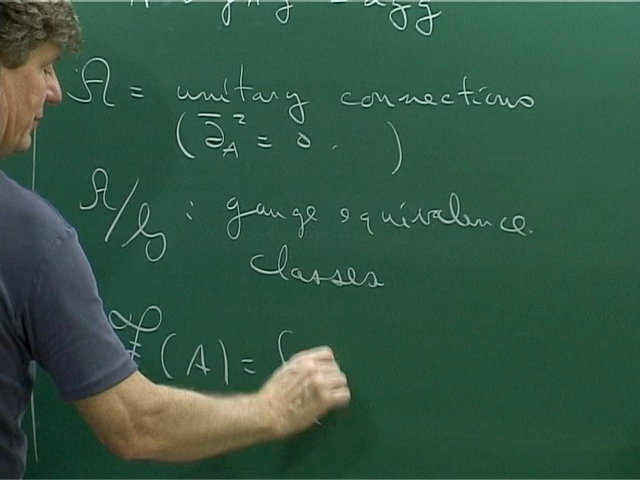 𝒜 = unitary connections
( ∂̄_A² = 0 . )
𝒜/𝒢 : gauge equivalence
classes
ℱ(A) = ∫